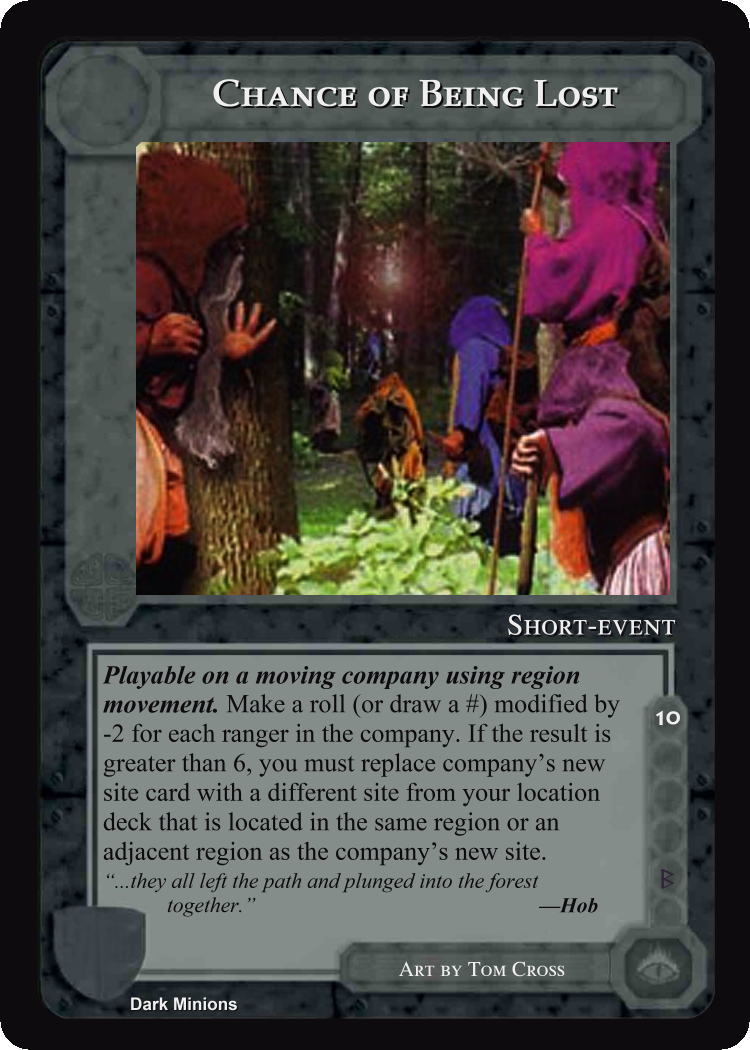 Chance of Being Lost
Short-event
Playable on a moving company using region
movement. Make a roll (or draw a #) modified by
-2 for each ranger in the company. If the result is
greater than 6, you must replace company's new
site card with a different site from your location
deck that is located in the same region or an
adjacent region as the company's new site.
"...they all left the path and plunged into the forest
together." —Hob
10
B
Art by Tom Cross
Dark Minions